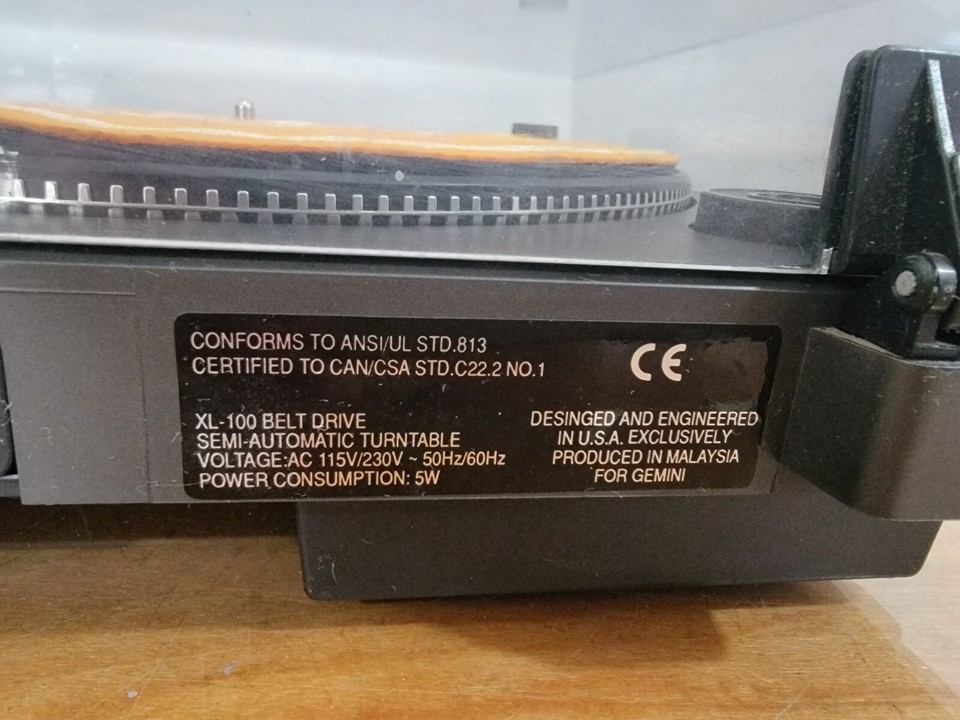 CONFORMS TO ANSI/UL STD.813
CERTIFIED TO CAN/CSA STD.C22.2 NO.1
CE
XL-100 BELT DRIVE
SEMI-AUTOMATIC TURNTABLE
VOLTAGE:AC 115V/230V ~ 50Hz/60Hz
POWER CONSUMPTION: 5W
DESINGED AND ENGINEERED
IN U.S.A. EXCLUSIVELY
PRODUCED IN MALAYSIA
FOR GEMINI